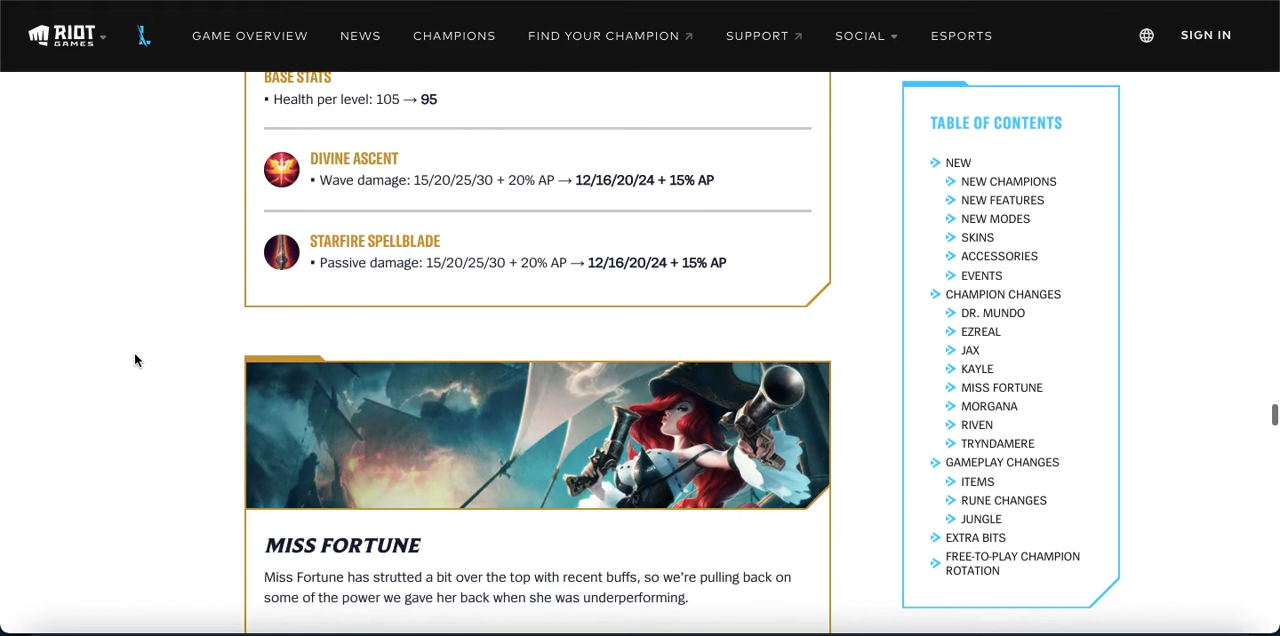 RIOT GAMES
GAME OVERVIEW NEWS CHAMPIONS FIND YOUR CHAMPION SUPPORT SOCIAL ESPORTS SIGN IN
BASE STATS
▪ Health per level: 105 → 95
DIVINE ASCENT
▪ Wave damage: 15/20/25/30 + 20% AP → 12/16/20/24 + 15% AP
STARFIRE SPELLBLADE
▪ Passive damage: 15/20/25/30 + 20% AP → 12/16/20/24 + 15% AP
MISS FORTUNE
Miss Fortune has strutted a bit over the top with recent buffs, so we’re pulling back on
some of the power we gave her back when she was underperforming.
TABLE OF CONTENTS
NEW
NEW CHAMPIONS
NEW FEATURES
NEW MODES
SKINS
ACCESSORIES
EVENTS
CHAMPION CHANGES
DR. MUNDO
EZREAL
JAX
KAYLE
MISS FORTUNE
MORGANA
RIVEN
TRYNDAMERE
GAMEPLAY CHANGES
ITEMS
RUNE CHANGES
JUNGLE
EXTRA BITS
FREE-TO-PLAY CHAMPION
ROTATION